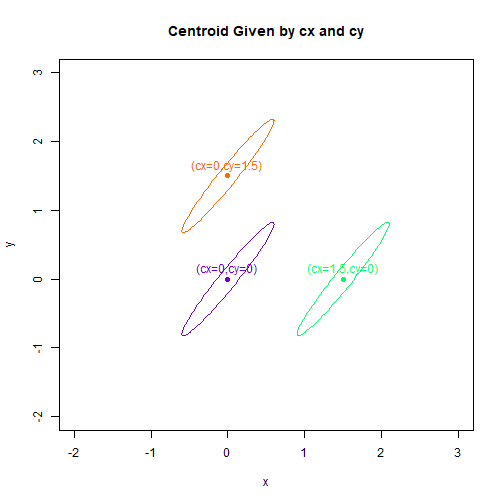 Centroid Given by cx and cy
3
2
(cx=0,cy=1.5)
1
y
(cx=0,cy=0)
(cx=1.5,cy=0)
0
-1
-2
-2 -1 0 1 2 3
x